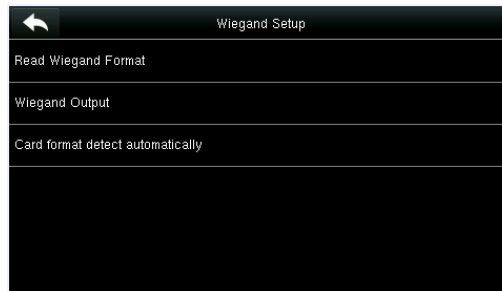 Wiegand Setup
Read Wiegand Format
Wiegand Output
Card format detect automatically